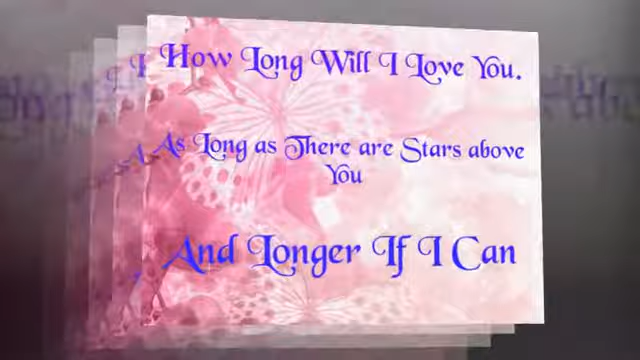 How Long Will I Love You.
As Long as There are Stars above
You
And Longer If I Can